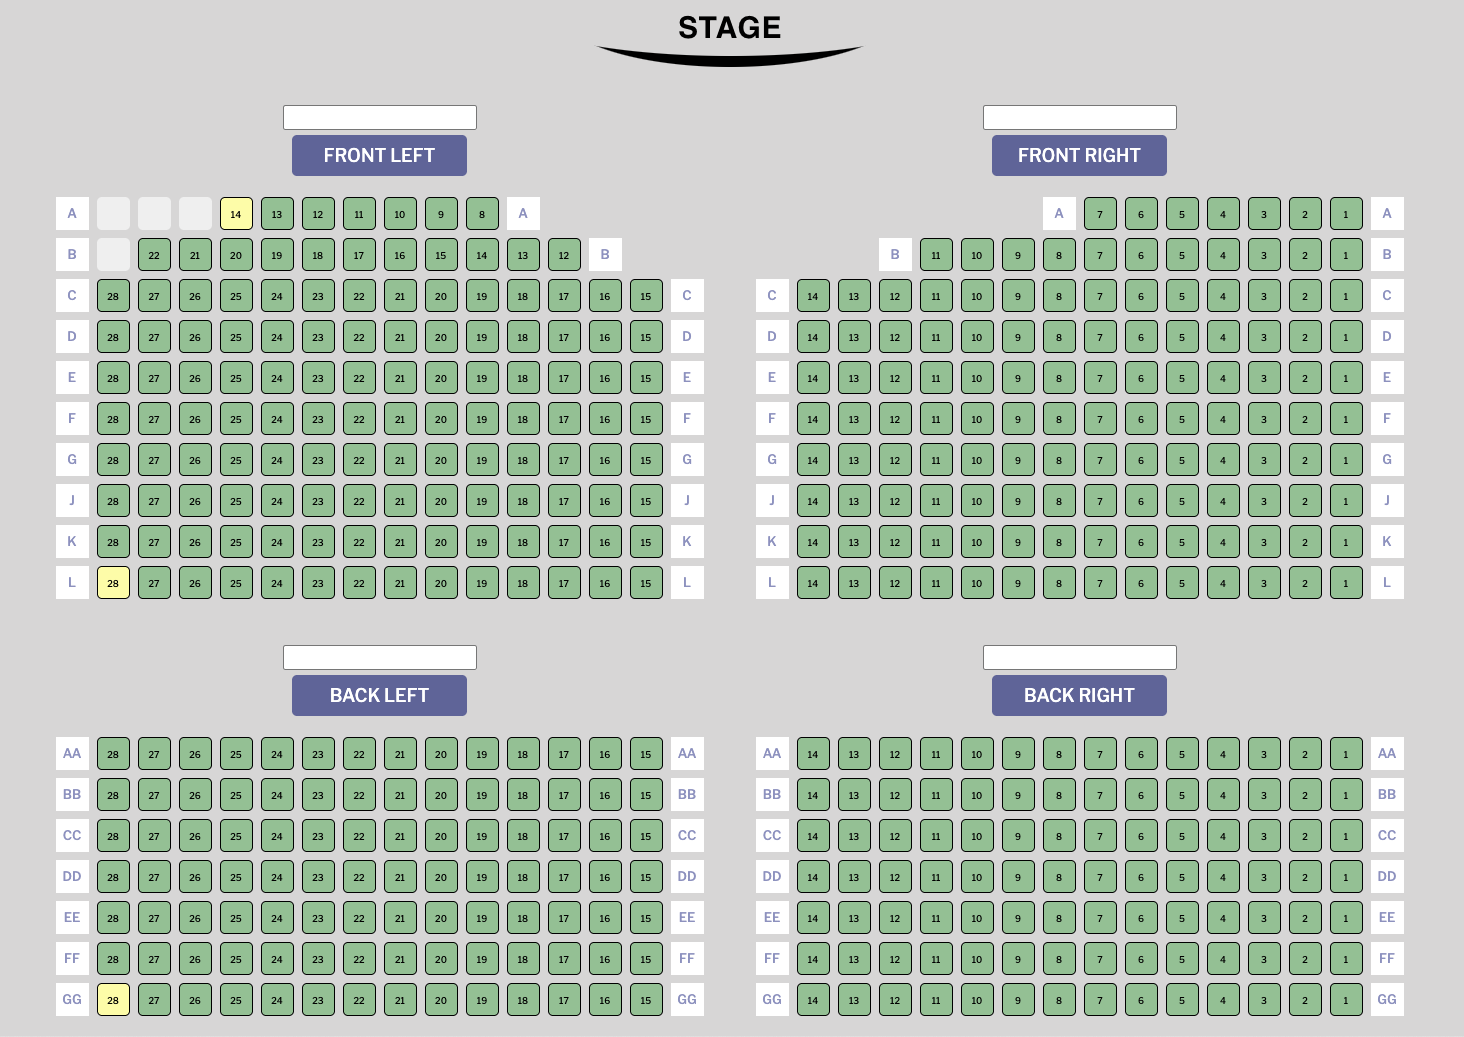 STAGE
FRONT LEFT
FRONT RIGHT
A 14 13 12 11 10 9 8 A
A 7 6 5 4 3 2 1 A
B 22 21 20 19 18 17 16 15 14 13 12 B
B 11 10 9 8 7 6 5 4 3 2 1 B
C 28 27 26 25 24 23 22 21 20 19 18 17 16 15 C
C 14 13 12 11 10 9 8 7 6 5 4 3 2 1 C
D 28 27 26 25 24 23 22 21 20 19 18 17 16 15 D
D 14 13 12 11 10 9 8 7 6 5 4 3 2 1 D
E 28 27 26 25 24 23 22 21 20 19 18 17 16 15 E
E 14 13 12 11 10 9 8 7 6 5 4 3 2 1 E
F 28 27 26 25 24 23 22 21 20 19 18 17 16 15 F
F 14 13 12 11 10 9 8 7 6 5 4 3 2 1 F
G 28 27 26 25 24 23 22 21 20 19 18 17 16 15 G
G 14 13 12 11 10 9 8 7 6 5 4 3 2 1 G
J 28 27 26 25 24 23 22 21 20 19 18 17 16 15 J
J 14 13 12 11 10 9 8 7 6 5 4 3 2 1 J
K 28 27 26 25 24 23 22 21 20 19 18 17 16 15 K
K 14 13 12 11 10 9 8 7 6 5 4 3 2 1 K
L 28 27 26 25 24 23 22 21 20 19 18 17 16 15 L
L 14 13 12 11 10 9 8 7 6 5 4 3 2 1 L
BACK LEFT
BACK RIGHT
AA 28 27 26 25 24 23 22 21 20 19 18 17 16 15 AA
AA 14 13 12 11 10 9 8 7 6 5 4 3 2 1 AA
BB 28 27 26 25 24 23 22 21 20 19 18 17 16 15 BB
BB 14 13 12 11 10 9 8 7 6 5 4 3 2 1 BB
CC 28 27 26 25 24 23 22 21 20 19 18 17 16 15 CC
CC 14 13 12 11 10 9 8 7 6 5 4 3 2 1 CC
DD 28 27 26 25 24 23 22 21 20 19 18 17 16 15 DD
DD 14 13 12 11 10 9 8 7 6 5 4 3 2 1 DD
EE 28 27 26 25 24 23 22 21 20 19 18 17 16 15 EE
EE 14 13 12 11 10 9 8 7 6 5 4 3 2 1 EE
FF 28 27 26 25 24 23 22 21 20 19 18 17 16 15 FF
FF 14 13 12 11 10 9 8 7 6 5 4 3 2 1 FF
GG 28 27 26 25 24 23 22 21 20 19 18 17 16 15 GG
GG 14 13 12 11 10 9 8 7 6 5 4 3 2 1 GG